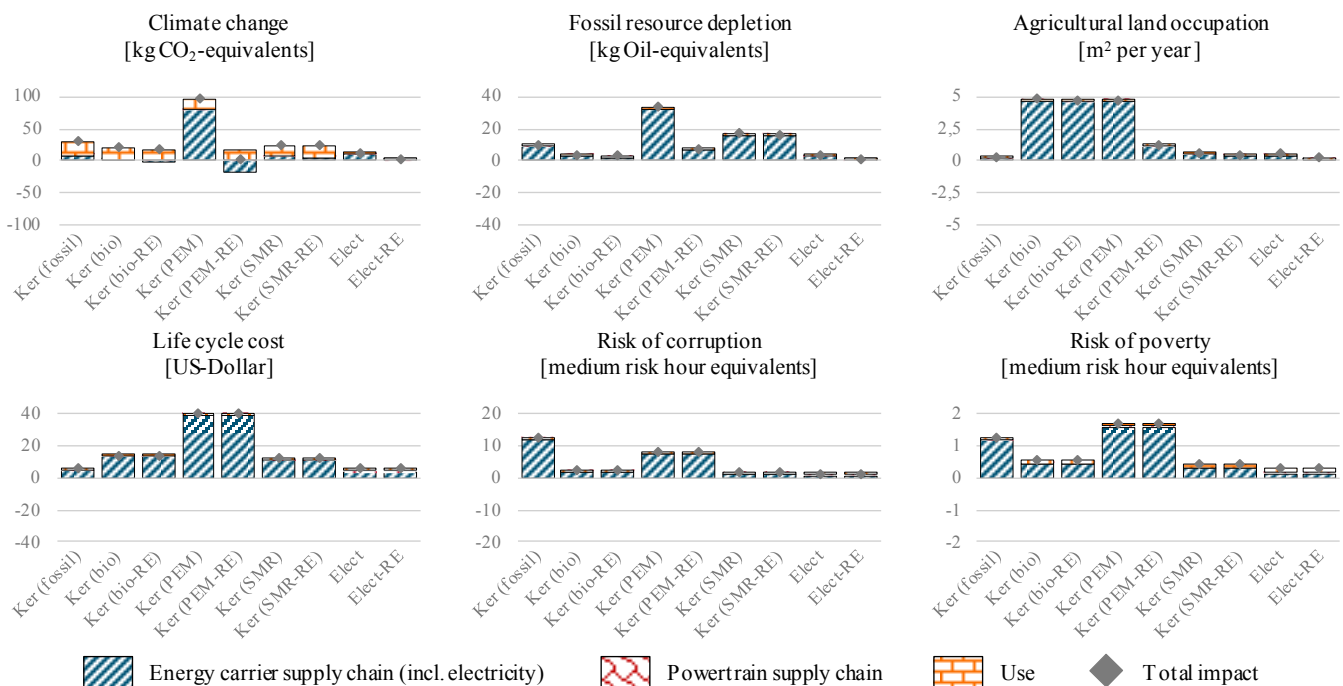 Climate change
[kg CO₂-equivalents]
100
50
0
-50
-100
Ker (fossil)
Ker (bio)
Ker (bio-RE)
Ker (PEM)
Ker (PEM-RE)
Ker (SMR)
Ker (SMR-RE)
Elect
Elect-RE
Fossil resource depletion
[kg Oil-equivalents]
40
20
0
-20
-40
Ker (fossil)
Ker (bio)
Ker (bio-RE)
Ker (PEM)
Ker (PEM-RE)
Ker (SMR)
Ker (SMR-RE)
Elect
Elect-RE
Agricultural land occupation
[m² per year]
5
2,5
0
-2,5
-5
Ker (fossil)
Ker (bio)
Ker (bio-RE)
Ker (PEM)
Ker (PEM-RE)
Ker (SMR)
Ker (SMR-RE)
Elect
Elect-RE
Life cycle cost
[US-Dollar]
40
20
0
-20
-40
Ker (fossil)
Ker (bio)
Ker (bio-RE)
Ker (PEM)
Ker (PEM-RE)
Ker (SMR)
Ker (SMR-RE)
Elect
Elect-RE
Risk of corruption
[medium risk hour equivalents]
20
10
0
-10
-20
Ker (fossil)
Ker (bio)
Ker (bio-RE)
Ker (PEM)
Ker (PEM-RE)
Ker (SMR)
Ker (SMR-RE)
Elect
Elect-RE
Risk of poverty
[medium risk hour equivalents]
2
1
0
-1
-2
Ker (fossil)
Ker (bio)
Ker (bio-RE)
Ker (PEM)
Ker (PEM-RE)
Ker (SMR)
Ker (SMR-RE)
Elect
Elect-RE
Energy carrier supply chain (incl. electricity)
Powertrain supply chain
Use
Total impact